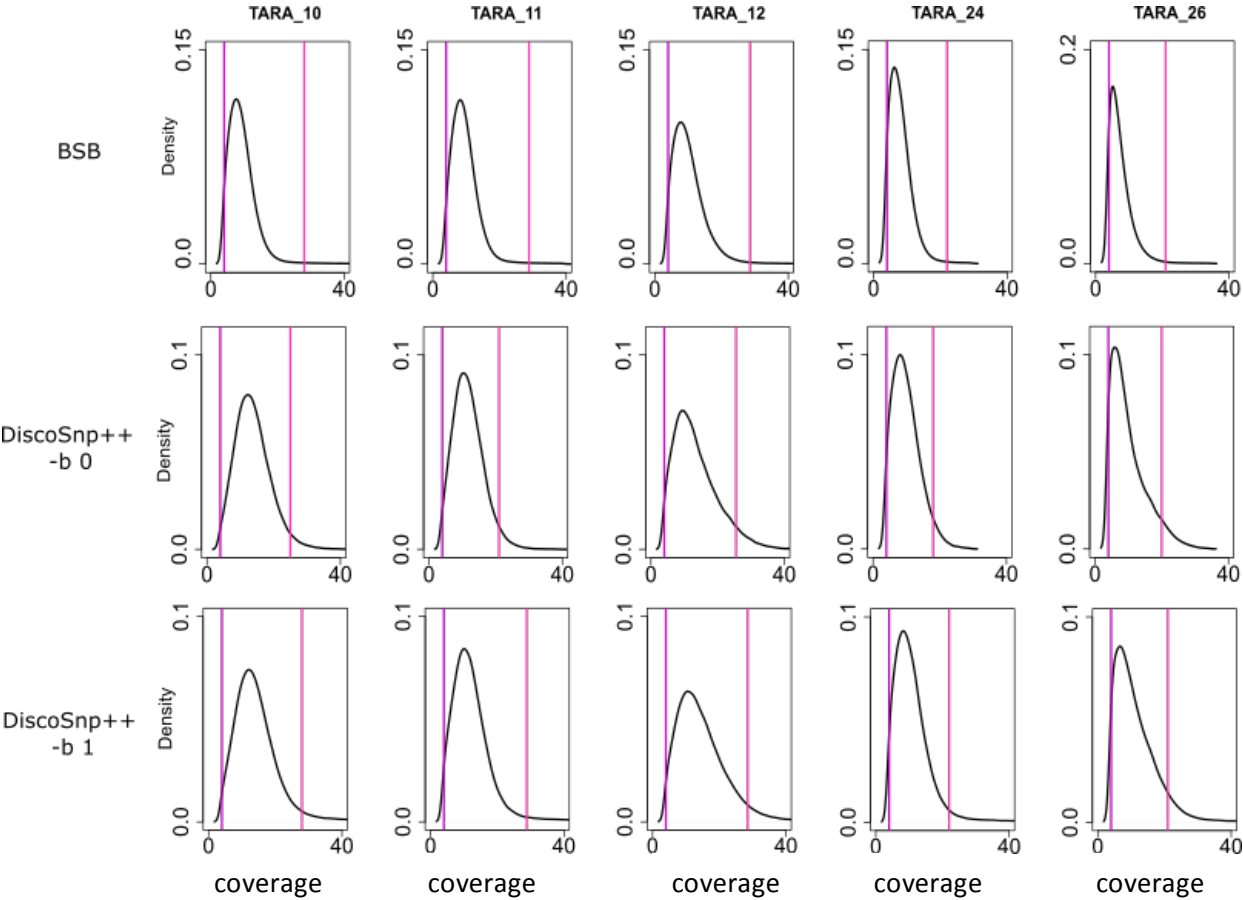 TARA_10 TARA_11 TARA_12 TARA_24 TARA_26
BSB
Density
0.15 0.15 0.15 0.15 0.2
0.0 0.0 0.0 0.0 0.0
0 40 0 40 0 40 0 40 0 40
DiscoSnp++
-b 0
Density
0.1 0.1 0.1 0.1 0.1
0.0 0.0 0.0 0.0 0.0
0 40 0 40 0 40 0 40 0 40
DiscoSnp++
-b 1
Density
0.1 0.1 0.1 0.1 0.1
0.0 0.0 0.0 0.0 0.0
0 40 0 40 0 40 0 40 0 40
coverage coverage coverage coverage coverage